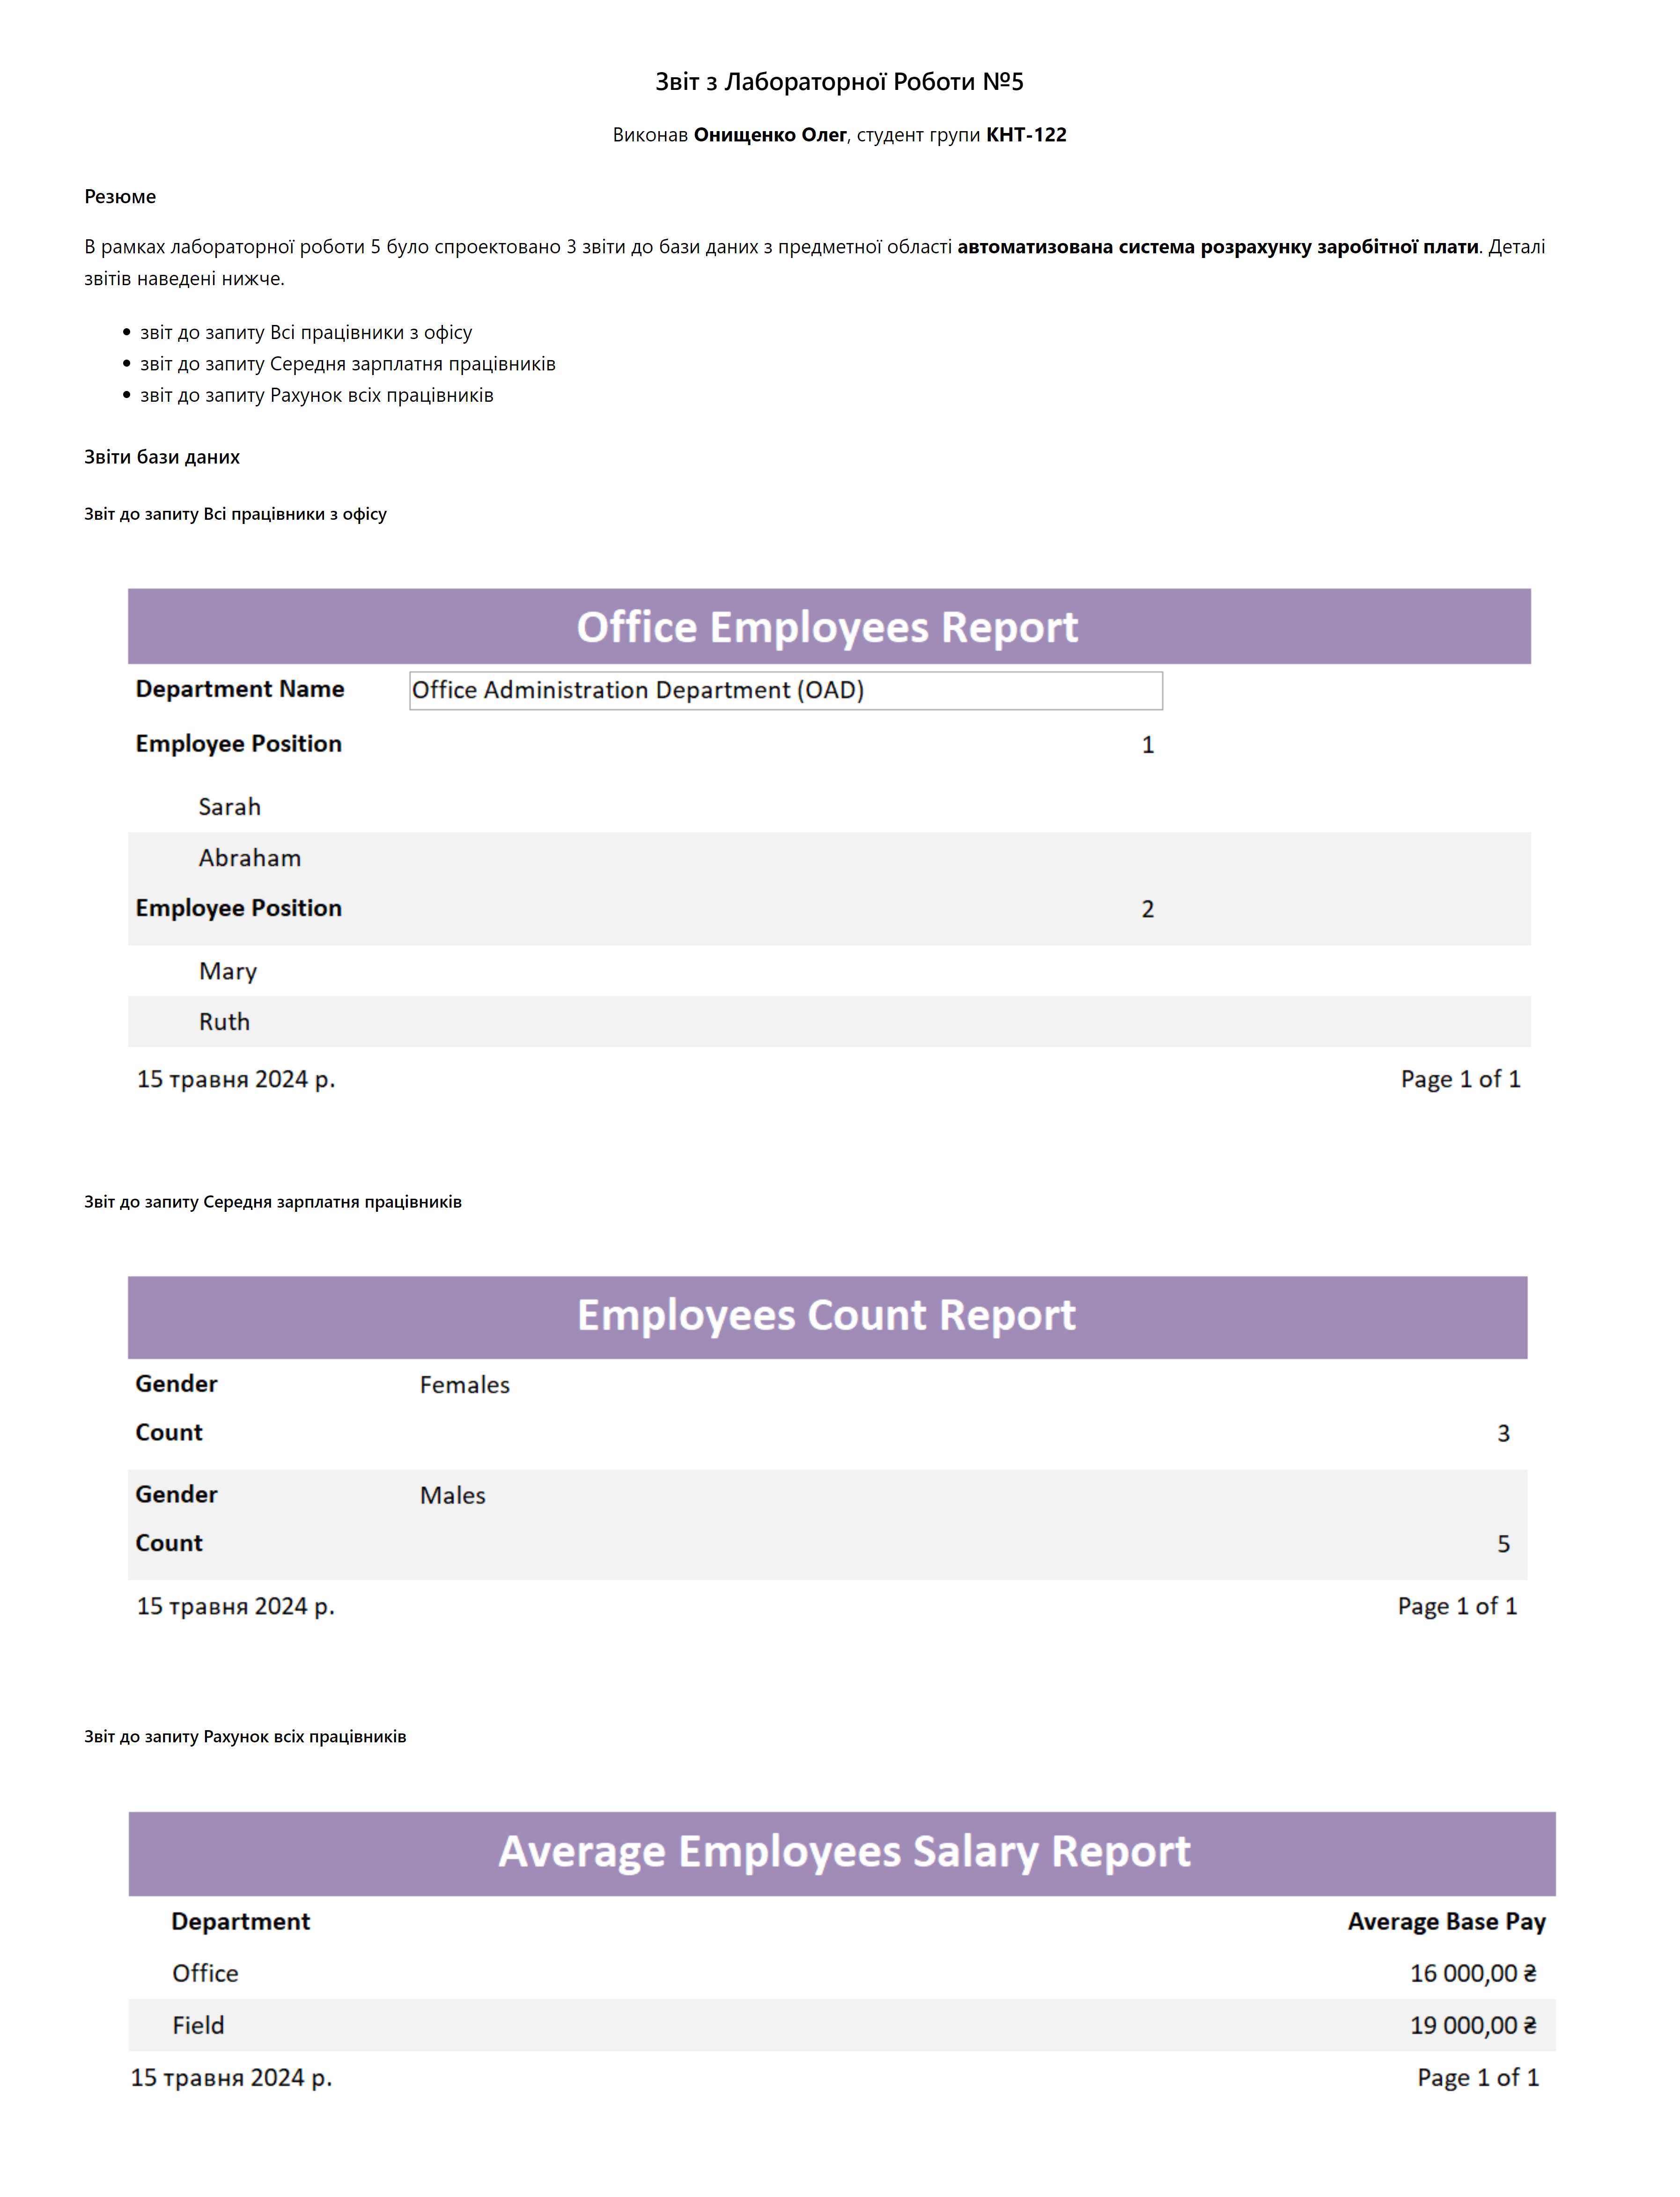 Звіт з Лабораторної Роботи №5
Виконав Онищенко Олег, студент групи КНТ-122
Резюме
В рамках лабораторної роботи 5 було спроектовано 3 звіти до бази даних з предметної області автоматизована система розрахунку заробітної плати. Деталі
звітів наведені нижче.
• звіт до запиту Всі працівники з офісу
• звіт до запиту Середня зарплатня працівників
• звіт до запиту Рахунок всіх працівників
Звіти бази даних
Звіт до запиту Всі працівники з офісу
Office Employees Report
Department Name Office Administration Department (OAD)
Employee Position 1
Sarah
Abraham
Employee Position 2
Mary
Ruth
15 травня 2024 р. Page 1 of 1
Звіт до запиту Середня зарплатня працівників
Employees Count Report
Gender Females
Count 3
Gender Males
Count 5
15 травня 2024 р. Page 1 of 1
Звіт до запиту Рахунок всіх працівників
Average Employees Salary Report
Department Average Base Pay
Office 16 000,00 ₴
Field 19 000,00 ₴
15 травня 2024 р. Page 1 of 1